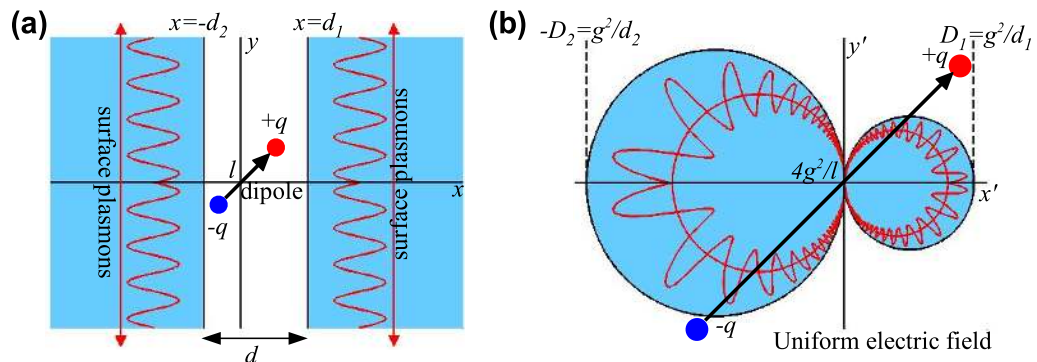 (a)
x=-d₂
x=d₁
y
surface plasmons
+q
l
dipole
-q
x
surface plasmons
d
(b)
-D₂=g²/d₂
y′
D₁=g²/d₁
+q
4g²/l
x′
-q
Uniform electric field